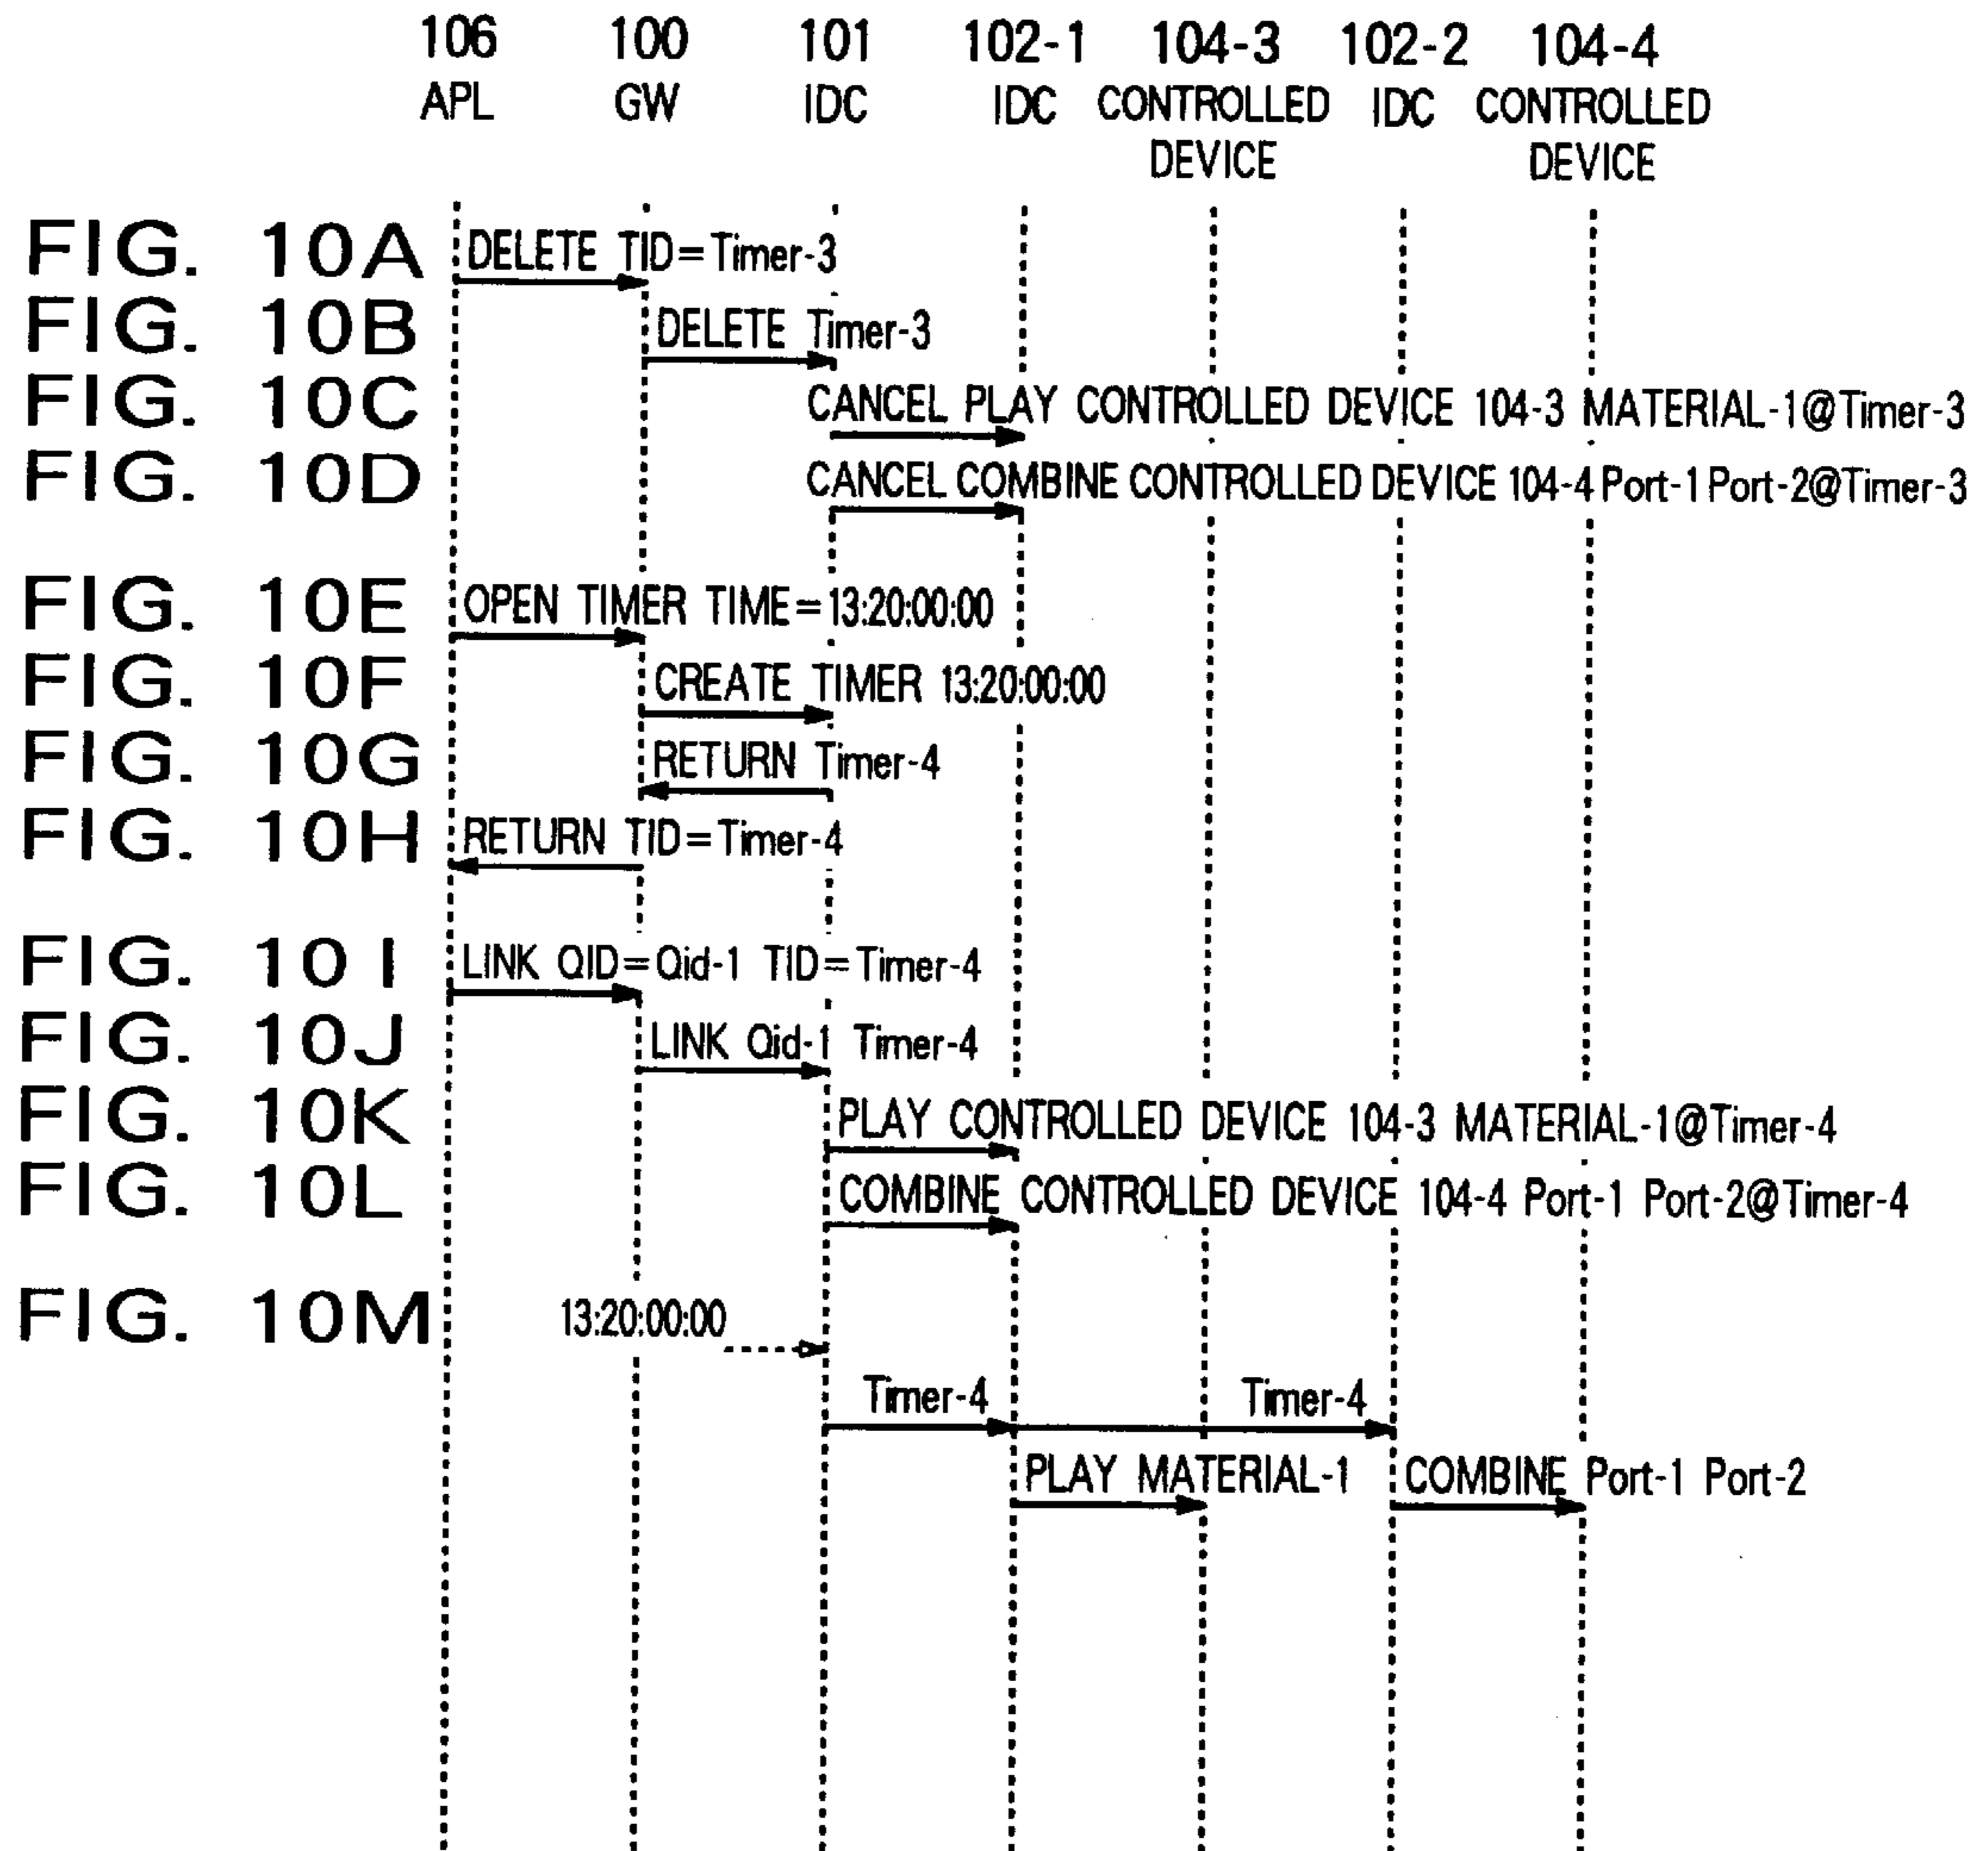 106 100 101 102-1 104-3 102-2 104-4
APL GW IDC IDC CONTROLLED IDC CONTROLLED
DEVICE DEVICE
FIG. 10A DELETE TID=Timer-3
FIG. 10B DELETE Timer-3
FIG. 10C CANCEL PLAY CONTROLLED DEVICE 104-3 MATERIAL-1@Timer-3
FIG. 10D CANCEL COMBINE CONTROLLED DEVICE 104-4 Port-1 Port-2@Timer-3
FIG. 10E OPEN TIMER TIME=13:20:00:00
FIG. 10F CREATE TIMER 13:20:00:00
FIG. 10G RETURN Timer-4
FIG. 10H RETURN TID=Timer-4
FIG. 10I LINK QID=Qid-1 TID=Timer-4
FIG. 10J LINK Qid-1 Timer-4
FIG. 10K PLAY CONTROLLED DEVICE 104-3 MATERIAL-1@Timer-4
FIG. 10L COMBINE CONTROLLED DEVICE 104-4 Port-1 Port-2@Timer-4
FIG. 10M 13:20:00:00
Timer-4 Timer-4
PLAY MATERIAL-1 COMBINE Port-1 Port-2